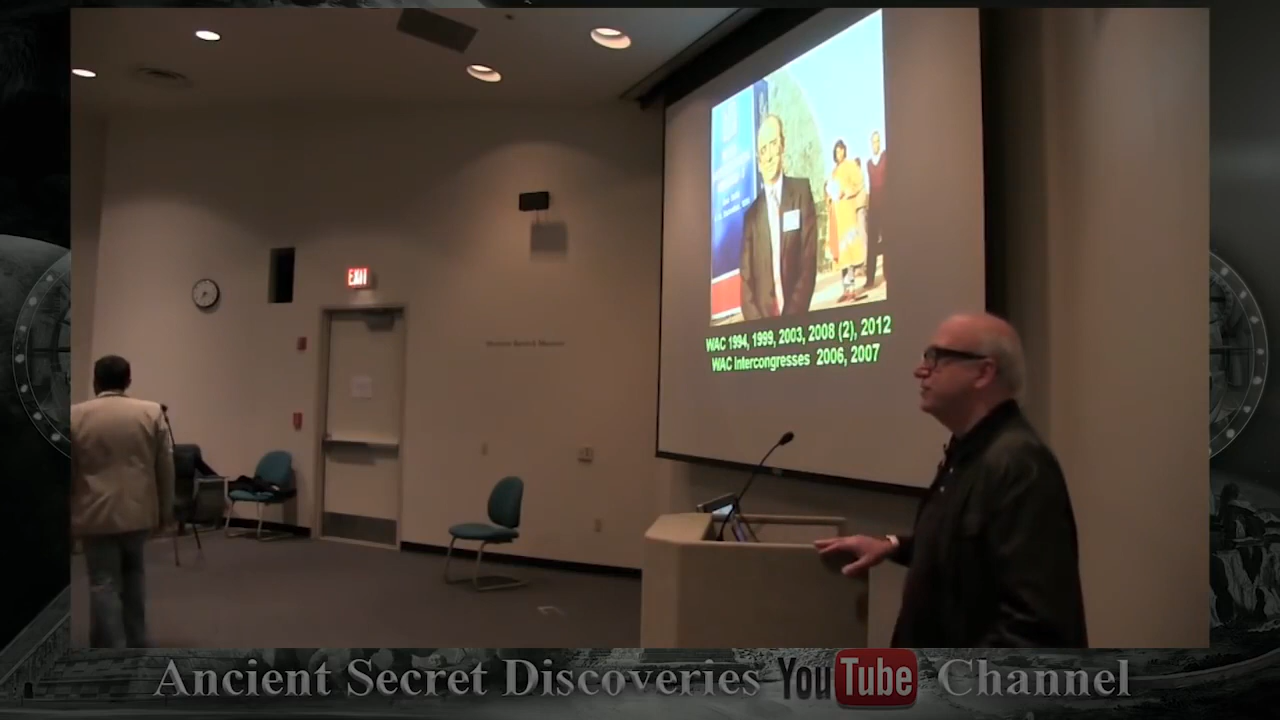 EXIT
WAC 1994, 1999, 2003, 2008 (2), 2012
WAC intercongresses 2006, 2007
Ancient Secret Discoveries YouTube Channel